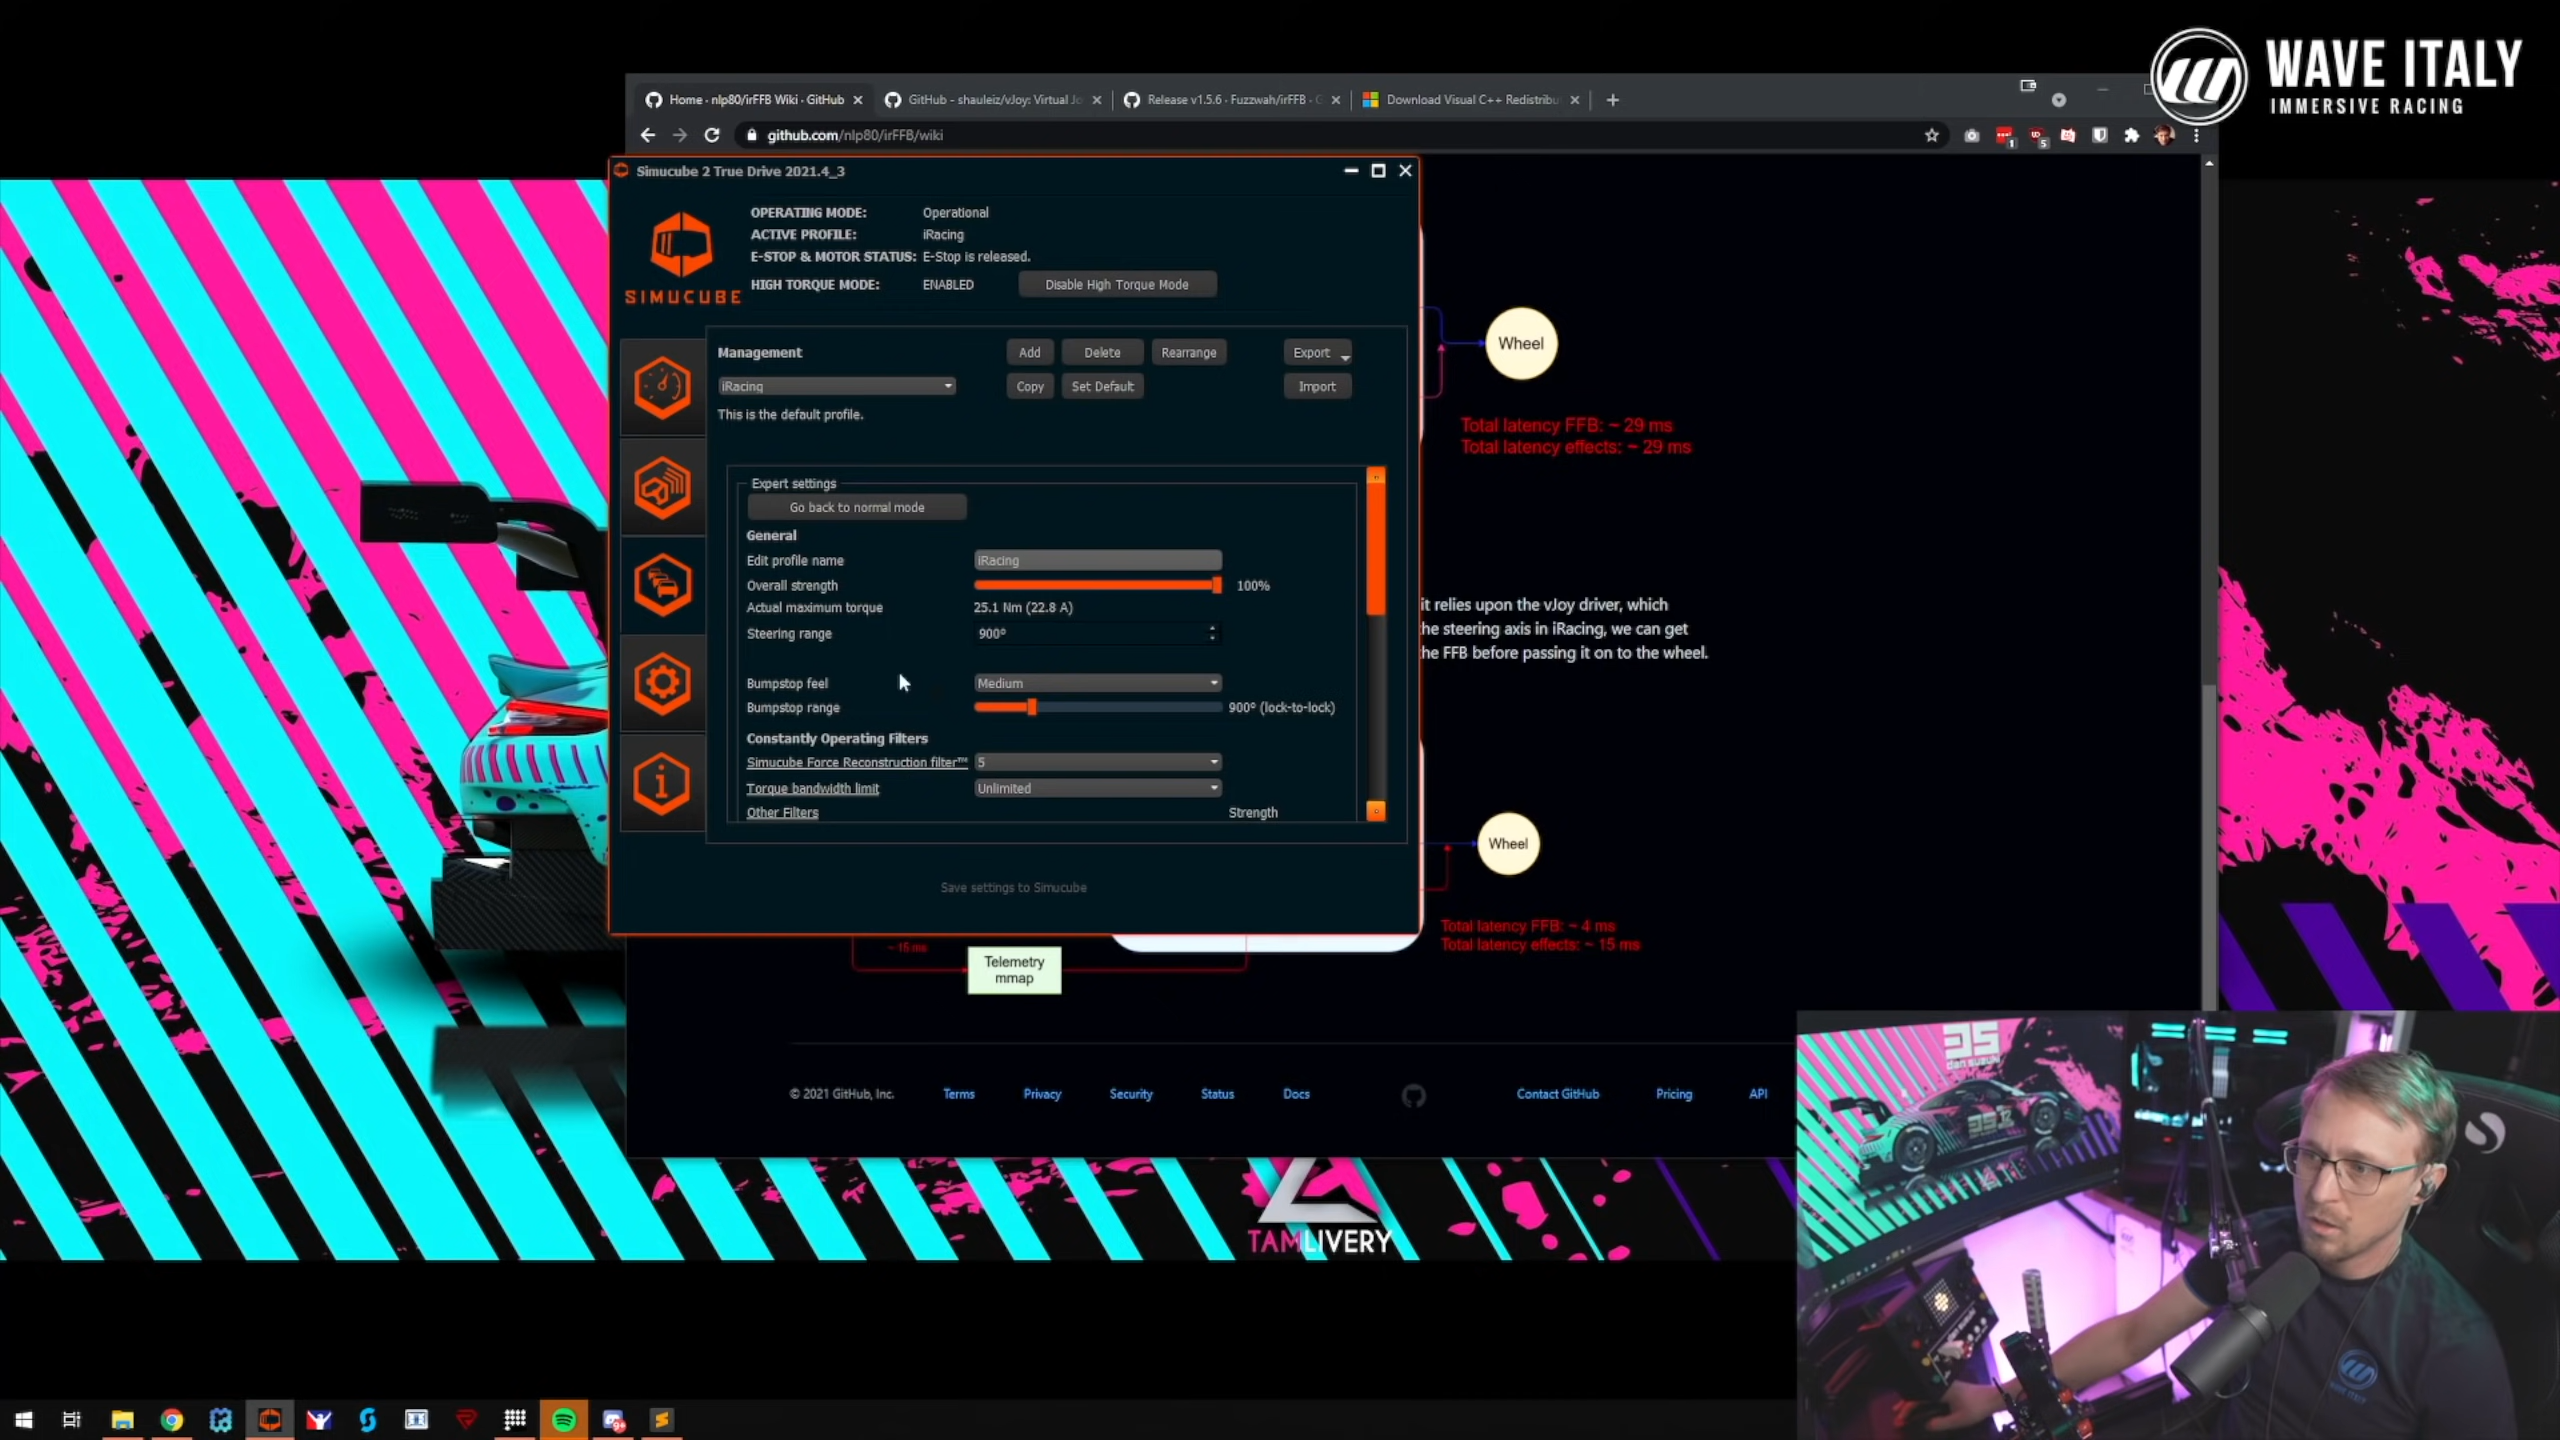 WAVE ITALY
IMMERSIVE RACING
Home · nlp80/irFFB Wiki · GitHub
GitHub - shauleiz/vJoy: Virtual Jo
Release v1.5.6 · Fuzzwah/irFFB · G
Download Visual C++ Redistribu
github.com/nlp80/irFFB/wiki
Simucube 2 True Drive 2021.4_3
SIMUCUBE
OPERATING MODE: Operational
ACTIVE PROFILE: iRacing
E-STOP & MOTOR STATUS: E-Stop is released.
HIGH TORQUE MODE: ENABLED Disable High Torque Mode
Management Add Delete Rearrange Export
iRacing Copy Set Default Import
This is the default profile.
Expert settings
Go back to normal mode
General
Edit profile name iRacing
Overall strength 100%
Actual maximum torque 25.1 Nm (22.8 A)
Steering range 900°
Bumpstop feel Medium
Bumpstop range 900° (lock-to-lock)
Constantly Operating Filters
Simucube Force Reconstruction filter™ 5
Torque bandwidth limit Unlimited
Other Filters Strength
Save settings to Simucube
Wheel
Total latency FFB: ~ 29 ms
Total latency effects: ~ 29 ms
it relies upon the vJoy driver, which
he steering axis in iRacing, we can get
he FFB before passing it on to the wheel.
Wheel
Total latency FFB: ~ 4 ms
Total latency effects: ~ 15 ms
~ 15 ms
Telemetry
mmap
© 2021 GitHub, Inc. Terms Privacy Security Status Docs Contact GitHub Pricing API
TAMLIVERY
35
WAVE ITALY